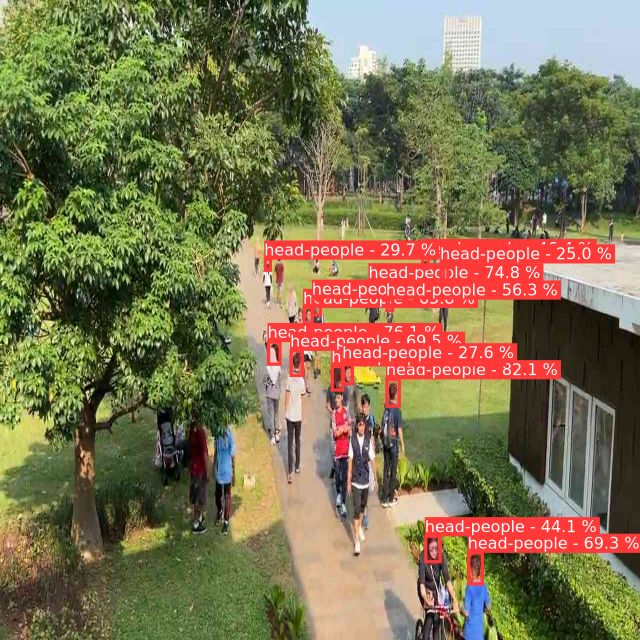 head-people - 29.7 %
head-people - 25.0 %
head-people - 74.8 %
head-peo
head-people - 56.3 %
head-people - 76.1 %
head-people - 69.5 %
head-people - 27.6 %
head-people - 82.1 %
head-people - 44.1 %
head-people - 69.3 %